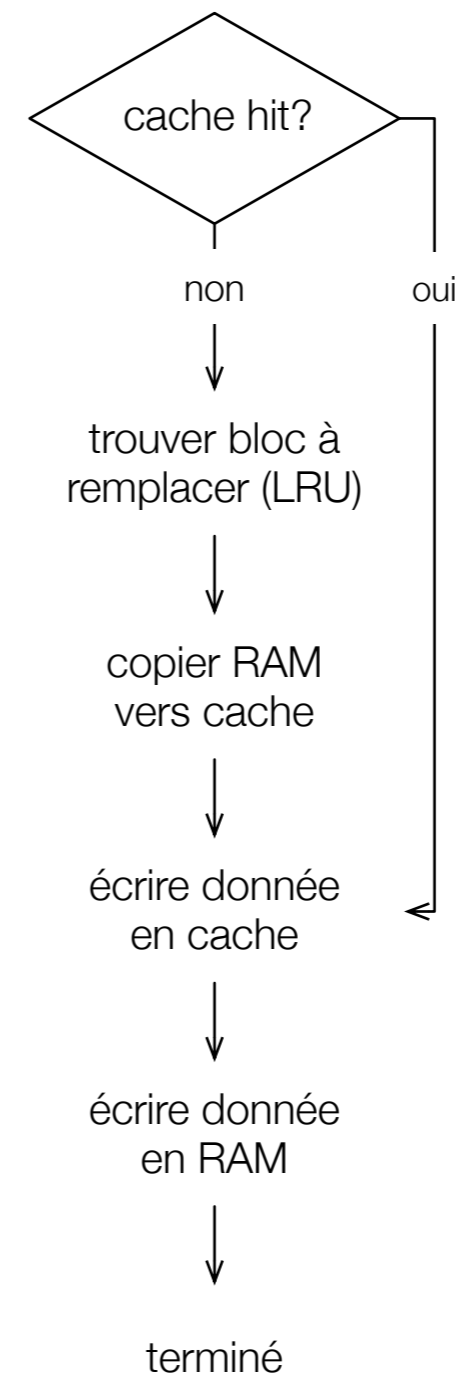 cache hit?
non
oui
trouver bloc à
remplacer (LRU)
copier RAM
vers cache
écrire donnée
en cache
écrire donnée
en RAM
terminé